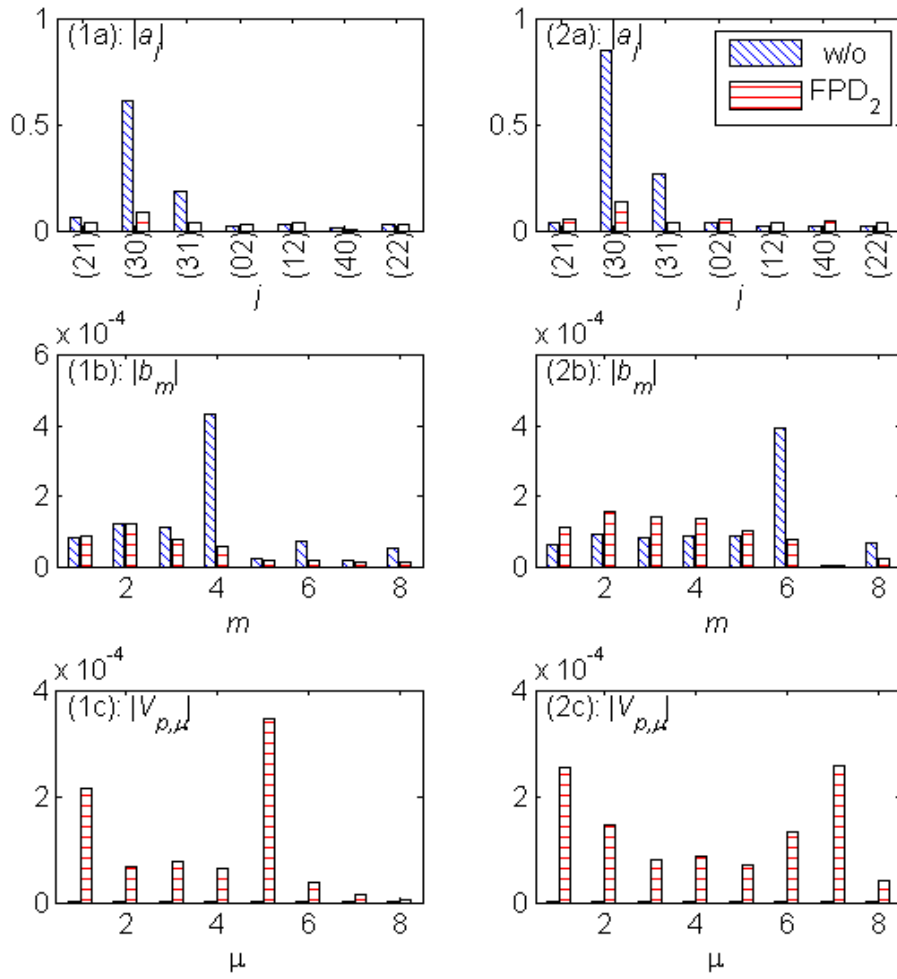 (1a): |a_j|
1
0.5
0
(21) (30) (31) (02) (12) (40) (22)
j
(2a): |a_j|
w/o
FPD_2
1
0.5
0
(21) (30) (31) (02) (12) (40) (22)
j
x 10^-4
(1b): |b_m|
6
4
2
0
2 4 6 8
m
x 10^-4
(2b): |b_m|
6
4
2
0
2 4 6 8
m
x 10^-4
(1c): |V_p,μ|
4
2
0
2 4 6 8
μ
x 10^-4
(2c): |V_p,μ|
4
2
0
2 4 6 8
μ